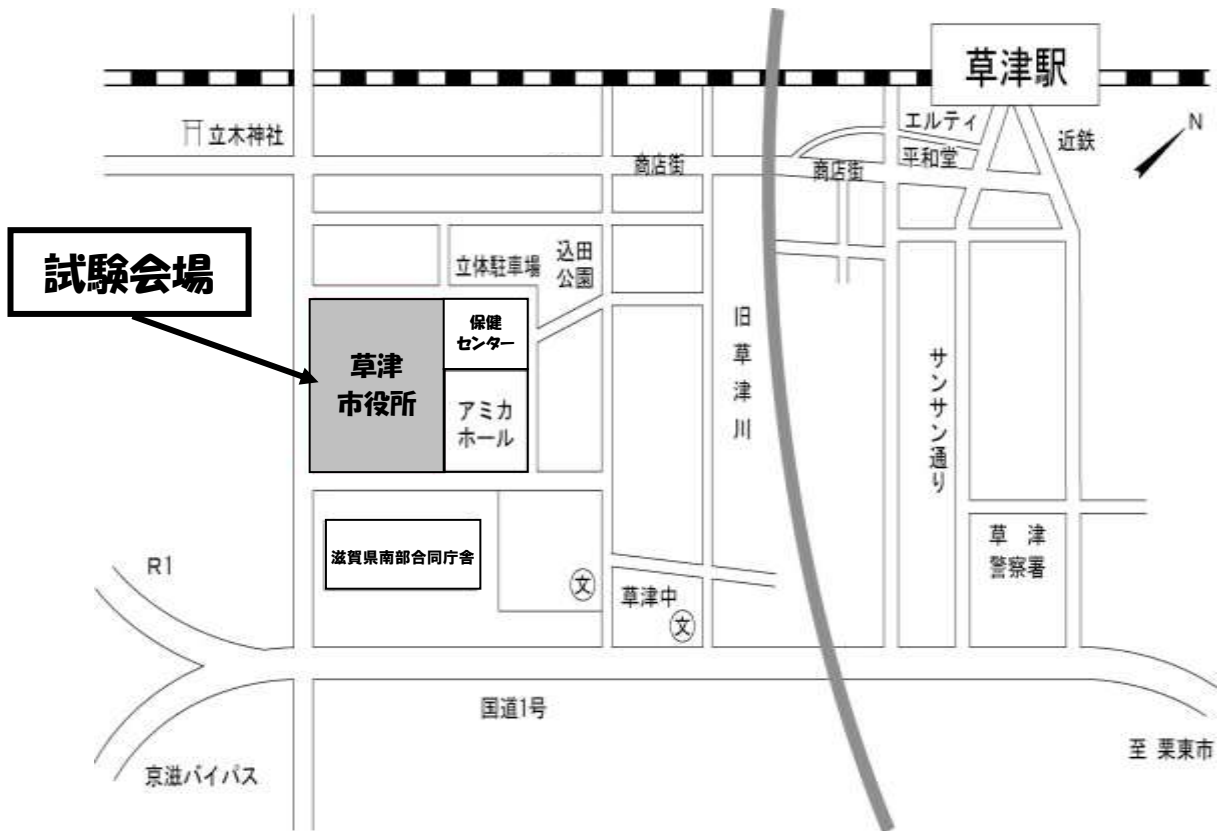 草津駅
エルティ
平和堂
近鉄
N
立木神社
商店街
商店街
試験会場
立体駐車場
込田
公園
保健
センター
草津
市役所
アミカ
ホール
旧草津川
サンサン通り
滋賀県南部合同庁舎
R1
文
草津中
文
草津
警察署
国道1号
京滋バイパス
至 栗東市